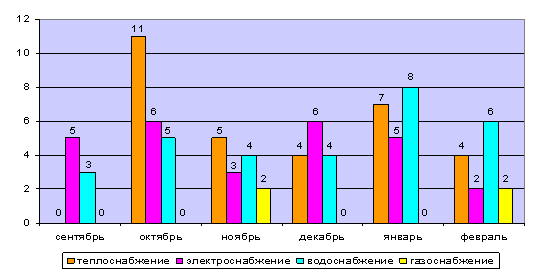 12
10
8
6
4
2
0
0 5 3 0
11 6 5 0
5 3 4 2
4 6 4 0
7 5 8 0
4 2 6 2
сентябрь октябрь ноябрь декабрь январь февраль
теплоснабжение электроснабжение водоснабжение газоснабжение